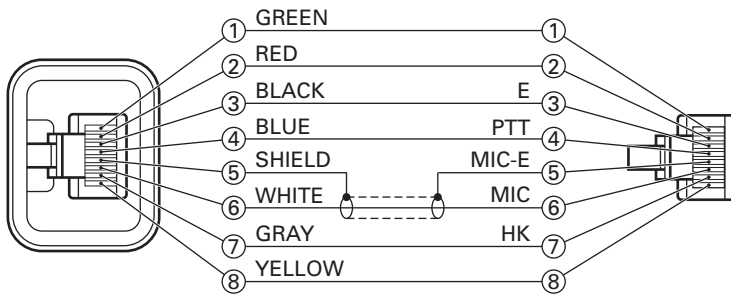 ① GREEN ①
② RED ②
③ BLACK E ③
④ BLUE PTT ④
⑤ SHIELD MIC-E ⑤
⑥ WHITE MIC ⑥
⑦ GRAY HK ⑦
⑧ YELLOW ⑧